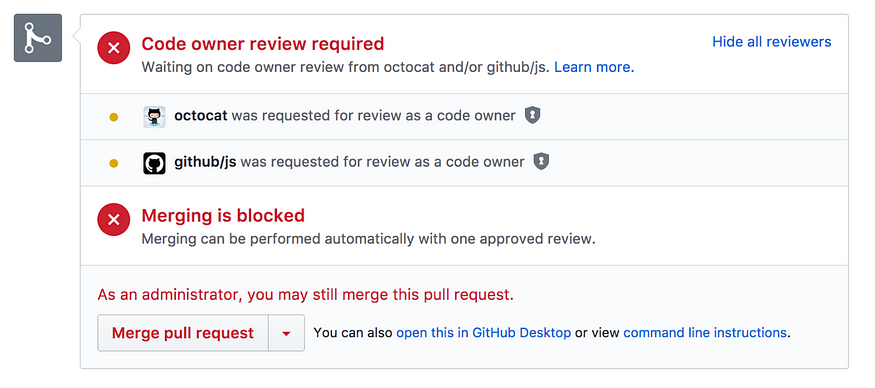 Code owner review required
Hide all reviewers
Waiting on code owner review from octocat and/or github/js. Learn more.
octocat was requested for review as a code owner
github/js was requested for review as a code owner
Merging is blocked
Merging can be performed automatically with one approved review.
As an administrator, you may still merge this pull request.
Merge pull request
You can also open this in GitHub Desktop or view command line instructions.